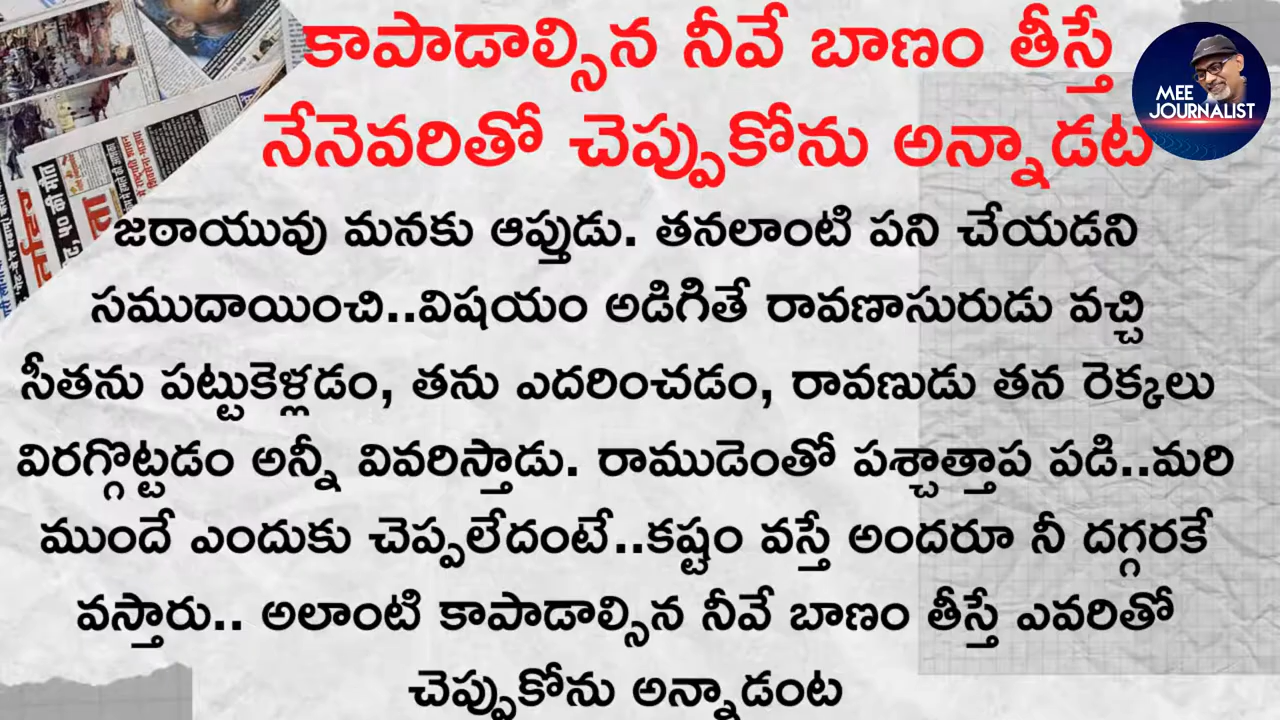 కాపాడాల్సిన నీవే బాణం తీస్తే
నేనెవరితో చెప్పుకోను అన్నాడట
MEE
JOURNALIST
జఠాయువు మనకు ఆప్తుడు. తనలాంటి పని చేయడని
సముదాయించి..విషయం అడిగితే రావణాసురుడు వచ్చి
సీతను పట్టుకెళ్లడం, తను ఎదరించడం, రావణుడు తన రెక్కలు
విరగ్గొట్టడం అన్నీ వివరిస్తాడు. రాముడెంతో పశ్చాత్తాప పడి..మరి
ముందే ఎందుకు చెప్పలేదంటే..కష్టం వస్తే అందరూ నీ దగ్గరకే
వస్తారు.. అలాంటి కాపాడాల్సిన నీవే బాణం తీస్తే ఎవరితో
చెప్పుకోను అన్నాడంట